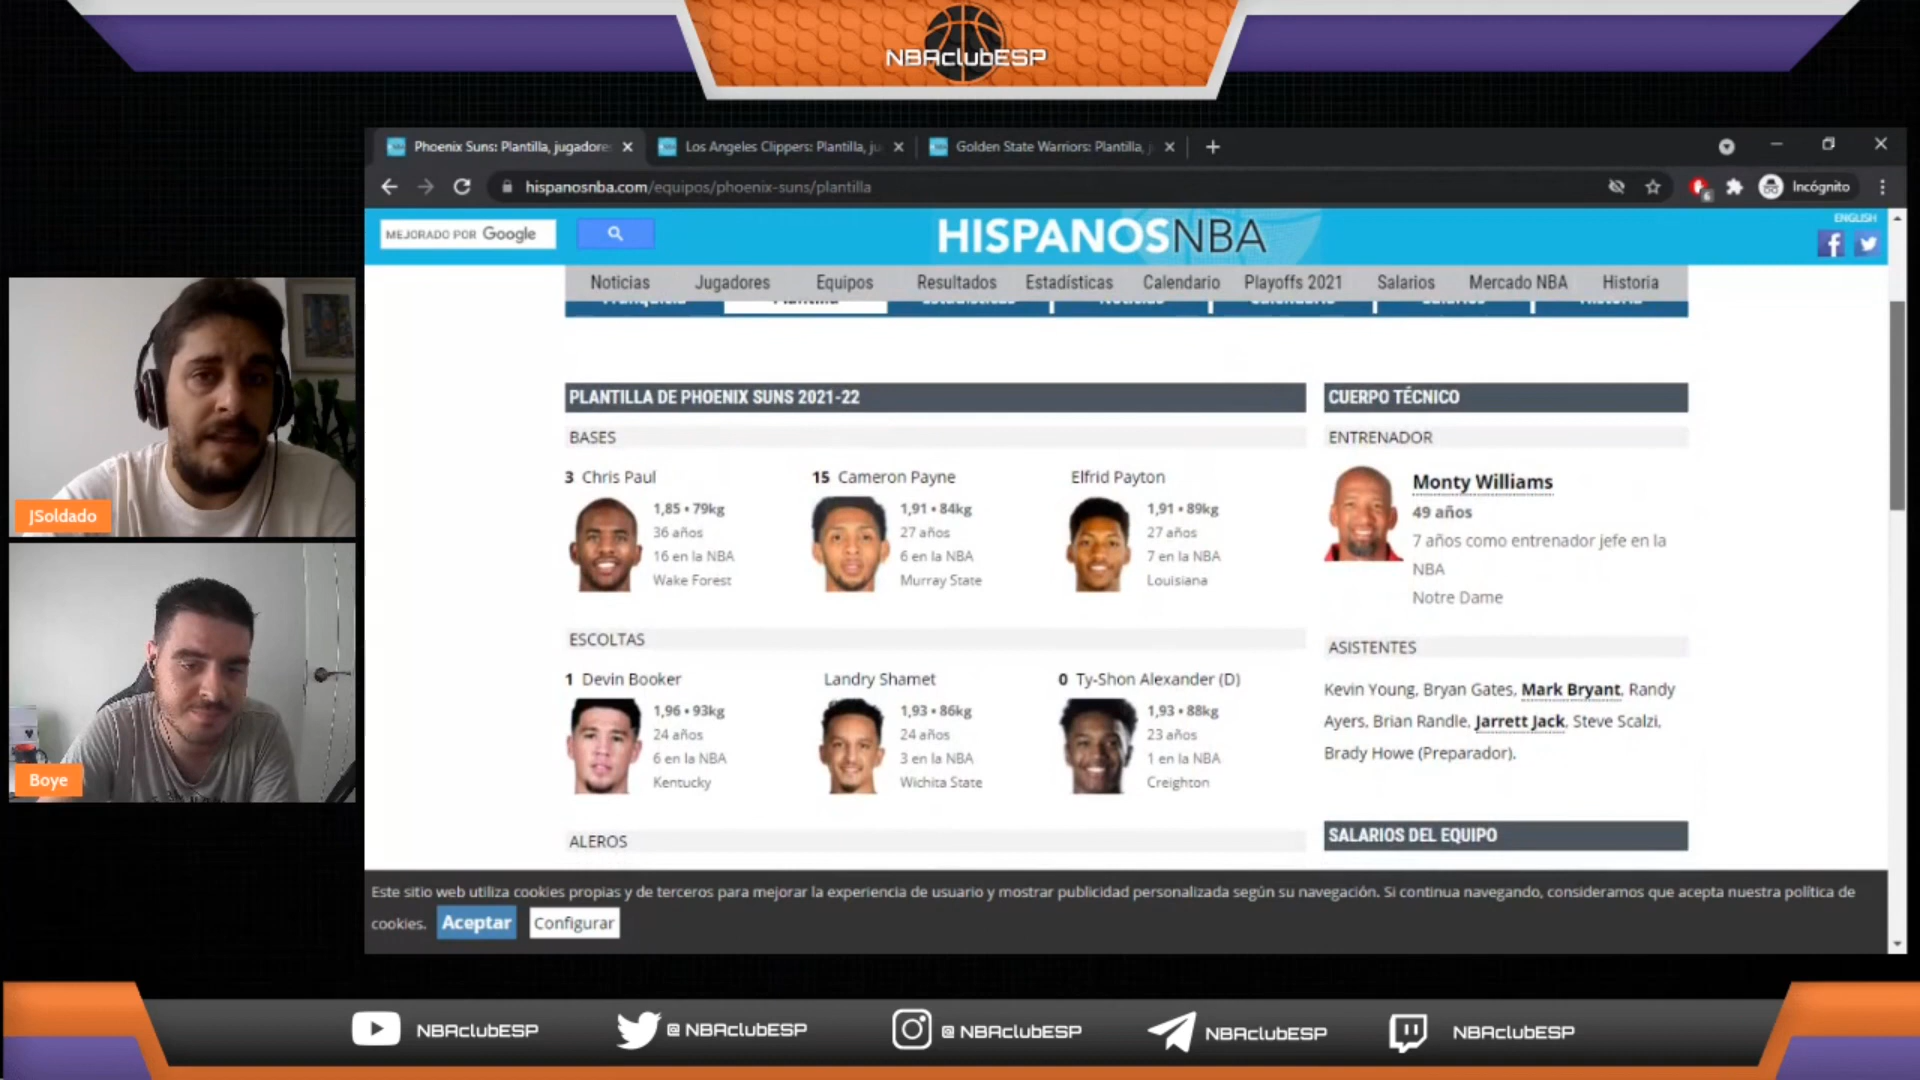 NBAclubESP
Phoenix Suns: Plantilla, jugadore
Los Angeles Clippers: Plantilla, ju
Golden State Warriors: Plantilla, j
hispanosnba.com/equipos/phoenix-suns/plantilla
Incógnito
MEJORADO POR Google
HISPANOSNBA
ENGLISH
Noticias Jugadores Equipos Resultados Estadísticas Calendario Playoffs 2021 Salarios Mercado NBA Historia
Franquicia Plantilla Estadísticas Noticias Calendario Salarios Historia
PLANTILLA DE PHOENIX SUNS 2021-22
BASES
3 Chris Paul
1,85 • 79kg
36 años
16 en la NBA
Wake Forest
15 Cameron Payne
1,91 • 84kg
27 años
6 en la NBA
Murray State
Elfrid Payton
1,91 • 89kg
27 años
7 en la NBA
Louisiana
ESCOLTAS
1 Devin Booker
1,96 • 93kg
24 años
6 en la NBA
Kentucky
Landry Shamet
1,93 • 86kg
24 años
3 en la NBA
Wichita State
0 Ty-Shon Alexander (D)
1,93 • 88kg
23 años
1 en la NBA
Creighton
ALEROS
CUERPO TÉCNICO
ENTRENADOR
Monty Williams
49 años
7 años como entrenador jefe en la
NBA
Notre Dame
ASISTENTES
Kevin Young, Bryan Gates, Mark Bryant, Randy
Ayers, Brian Randle, Jarrett Jack, Steve Scalzi,
Brady Howe (Preparador).
SALARIOS DEL EQUIPO
Este sitio web utiliza cookies propias y de terceros para mejorar la experiencia de usuario y mostrar publicidad personalizada según su navegación. Si continua navegando, consideramos que acepta nuestra política de
cookies. Aceptar Configurar
JSoldado
Boye
NBAclubESP
@NBAclubESP
@NBAclubESP
NBAclubESP
NBAclubESP